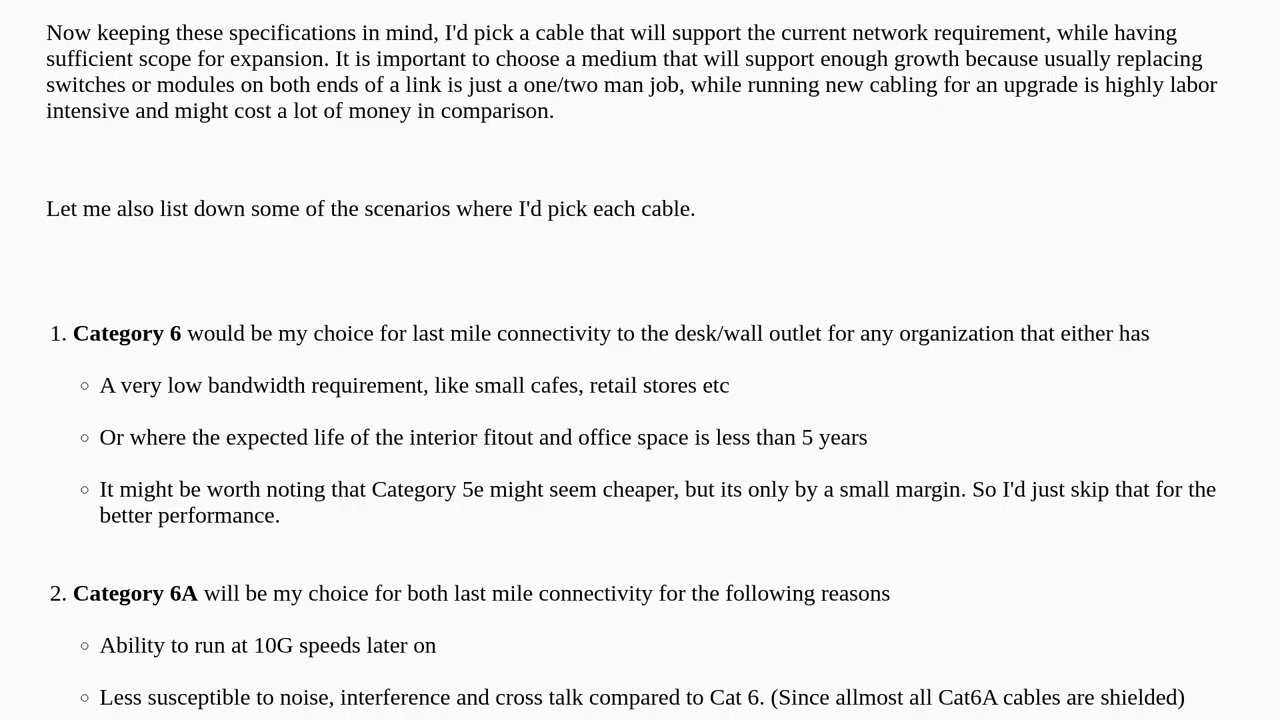 Now keeping these specifications in mind, I'd pick a cable that will support the current network requirement, while having
sufficient scope for expansion. It is important to choose a medium that will support enough growth because usually replacing
switches or modules on both ends of a link is just a one/two man job, while running new cabling for an upgrade is highly labor
intensive and might cost a lot of money in comparison.
Let me also list down some of the scenarios where I'd pick each cable.
1. Category 6 would be my choice for last mile connectivity to the desk/wall outlet for any organization that either has
◦ A very low bandwidth requirement, like small cafes, retail stores etc
◦ Or where the expected life of the interior fitout and office space is less than 5 years
◦ It might be worth noting that Category 5e might seem cheaper, but its only by a small margin. So I'd just skip that for the
better performance.
2. Category 6A will be my choice for both last mile connectivity for the following reasons
◦ Ability to run at 10G speeds later on
◦ Less susceptible to noise, interference and cross talk compared to Cat 6. (Since allmost all Cat6A cables are shielded)